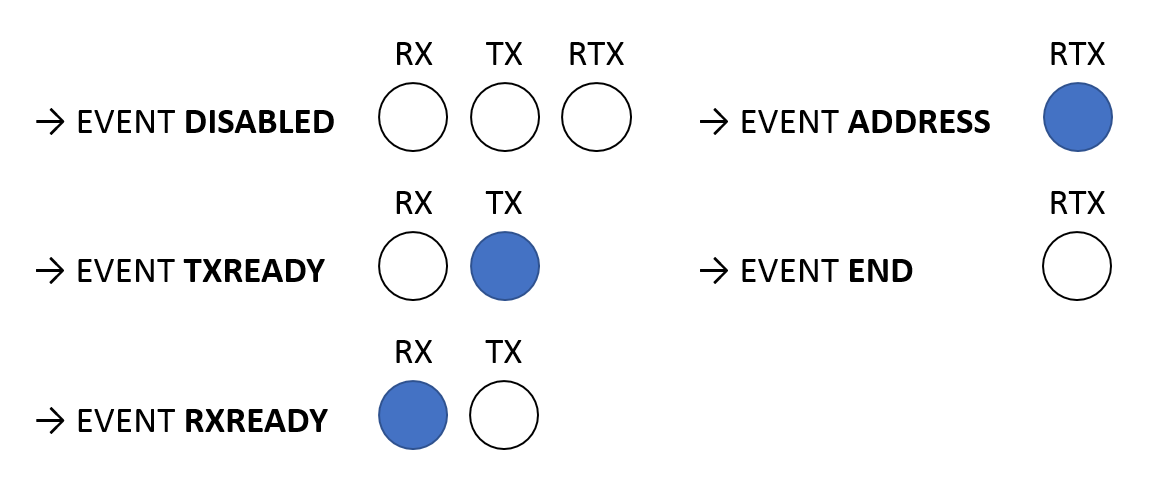 RX TX RTX
→ EVENT DISABLED
RX TX
→ EVENT TXREADY
RX TX
→ EVENT RXREADY
RTX
→ EVENT ADDRESS
RTX
→ EVENT END